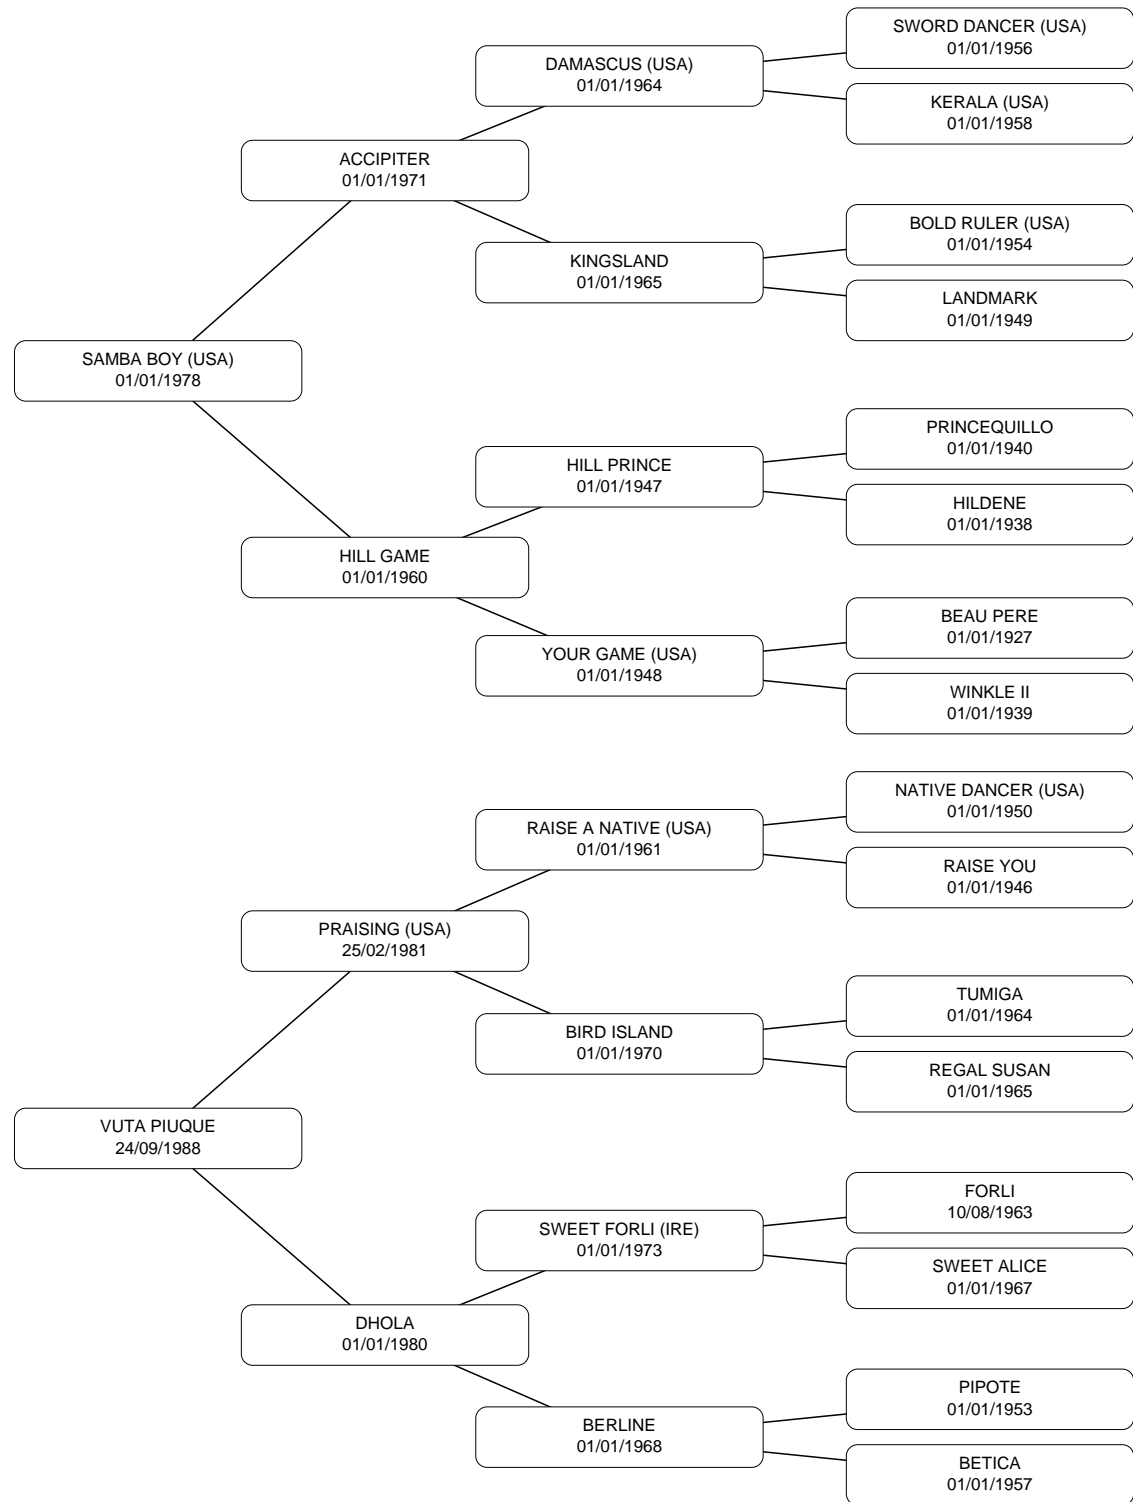 SWORD DANCER (USA)
01/01/1956
DAMASCUS (USA)
01/01/1964
KERALA (USA)
01/01/1958
ACCIPITER
01/01/1971
BOLD RULER (USA)
01/01/1954
KINGSLAND
01/01/1965
LANDMARK
01/01/1949
SAMBA BOY (USA)
01/01/1978
PRINCEQUILLO
01/01/1940
HILL PRINCE
01/01/1947
HILDENE
01/01/1938
HILL GAME
01/01/1960
BEAU PERE
01/01/1927
YOUR GAME (USA)
01/01/1948
WINKLE II
01/01/1939
NATIVE DANCER (USA)
01/01/1950
RAISE A NATIVE (USA)
01/01/1961
RAISE YOU
01/01/1946
PRAISING (USA)
25/02/1981
TUMIGA
01/01/1964
BIRD ISLAND
01/01/1970
REGAL SUSAN
01/01/1965
VUTA PIUQUE
24/09/1988
FORLI
10/08/1963
SWEET FORLI (IRE)
01/01/1973
SWEET ALICE
01/01/1967
DHOLA
01/01/1980
PIPOTE
01/01/1953
BERLINE
01/01/1968
BETICA
01/01/1957